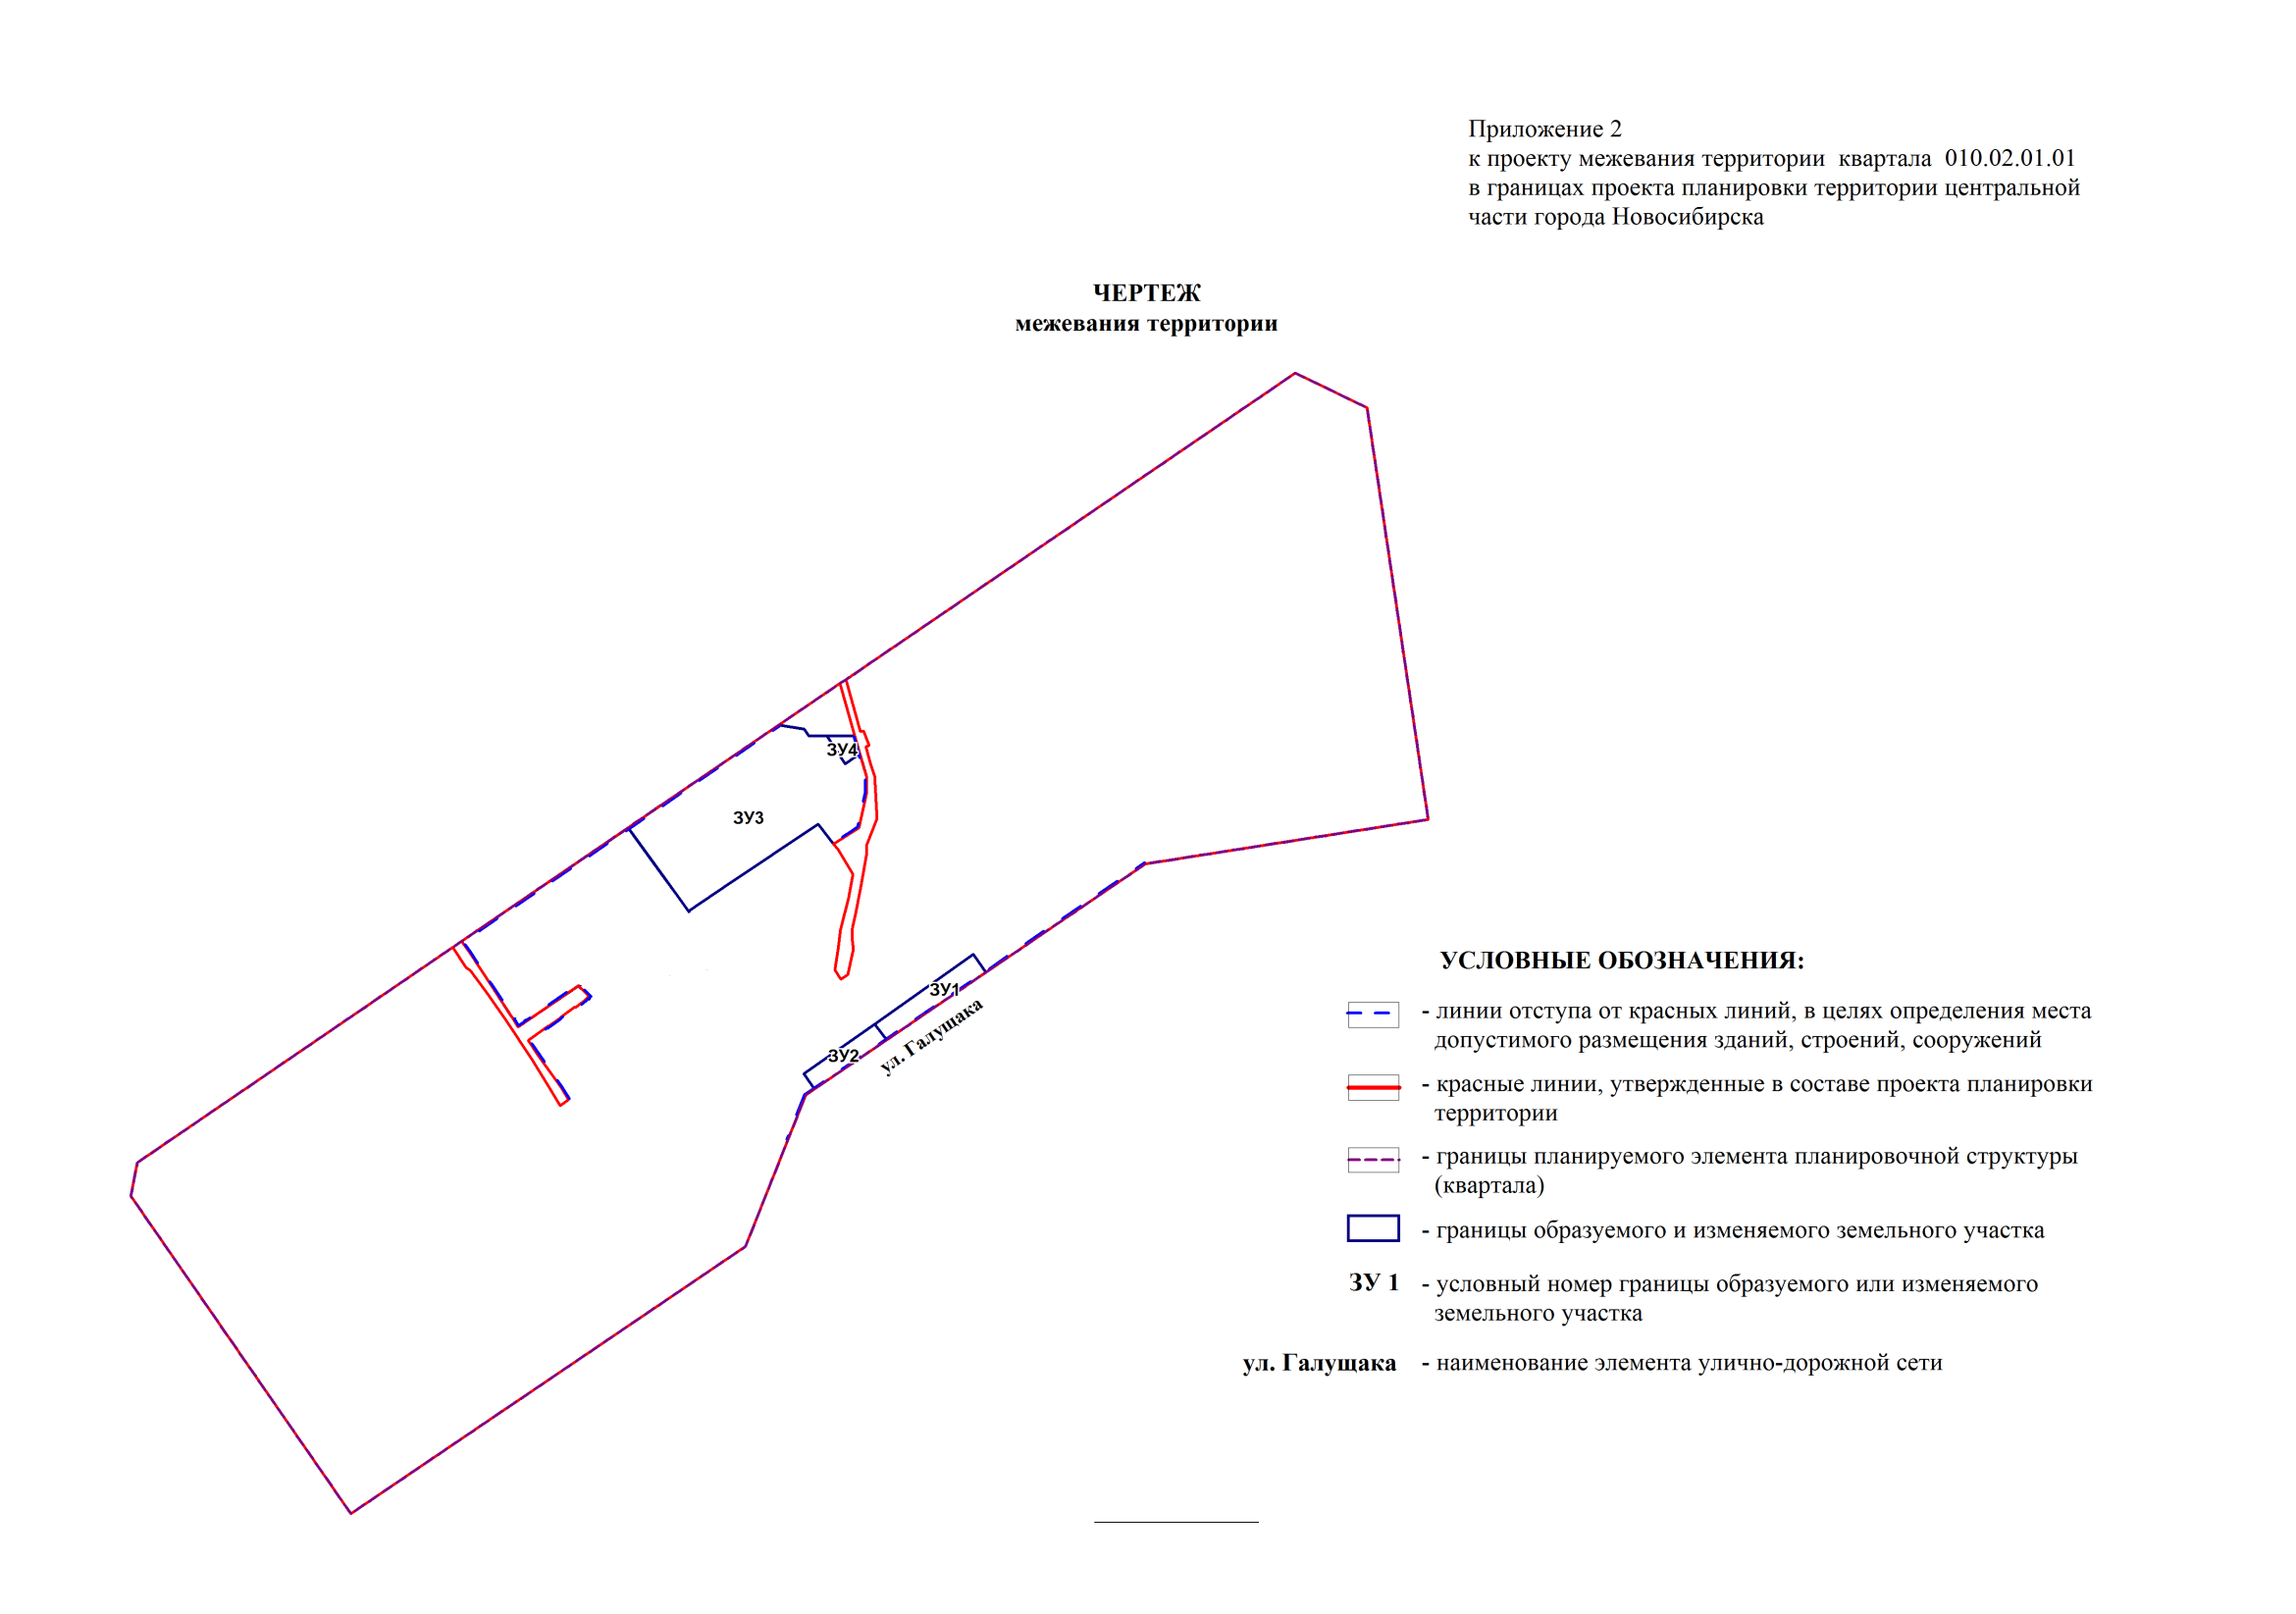 Приложение 2
к проекту межевания территории квартала 010.02.01.01
в границах проекта планировки территории центральной
части города Новосибирска
ЧЕРТЕЖ
межевания территории
ЗУ4
ЗУ3
ЗУ1
ЗУ2
ул. Галущака
УСЛОВНЫЕ ОБОЗНАЧЕНИЯ:
- линии отступа от красных линий, в целях определения места
допустимого размещения зданий, строений, сооружений
- красные линии, утвержденные в составе проекта планировки
территории
- границы планируемого элемента планировочной структуры
(квартала)
- границы образуемого и изменяемого земельного участка
ЗУ 1 - условный номер границы образуемого или изменяемого
земельного участка
ул. Галущака - наименование элемента улично-дорожной сети